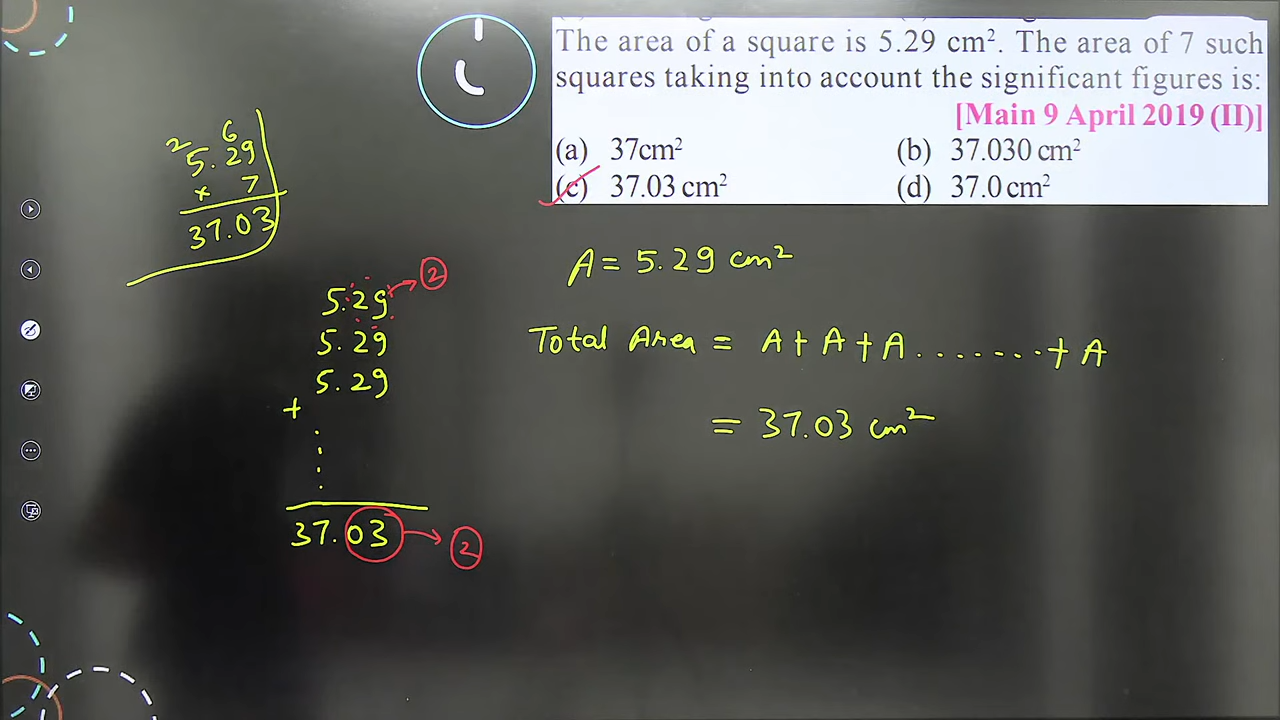 The area of a square is 5.29 cm². The area of 7 such
squares taking into account the significant figures is:
[Main 9 April 2019 (II)]
(a) 37cm²
(b) 37.030 cm²
(c) 37.03 cm²
(d) 37.0 cm²
2 6
5.29
× 7
37.03
5.29 → 2
5.29
5.29
+
37.03 → 2
A = 5.29 cm²
Total Area = A + A + A ........ + A
= 37.03 cm²